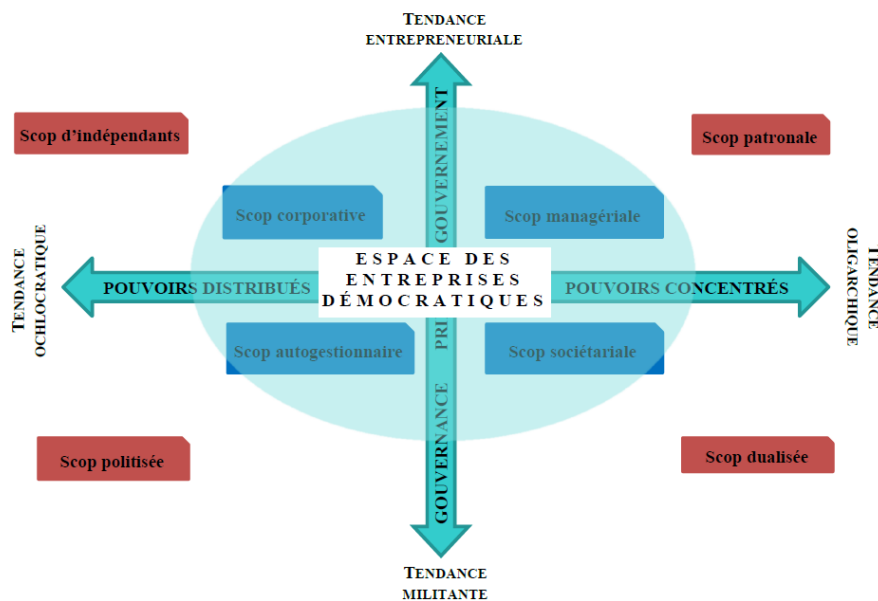 TENDANCE
ENTREPRENEURIALE
Scop d'indépendants
Scop patronale
GOUVERNEMENT
Scop corporative
Scop managériale
TENDANCE
OCHLOCRATIQUE
POUVOIRS DISTRIBUÉS
ESPACE DES
ENTREPRISES
DÉMOCRATIQUES
POUVOIRS CONCENTRÉS
TENDANCE
OLIGARCHIQUE
Scop autogestionnaire
Scop sociétariale
GOUVERNANCE PRI
Scop politisée
Scop dualisée
TENDANCE
MILITANTE